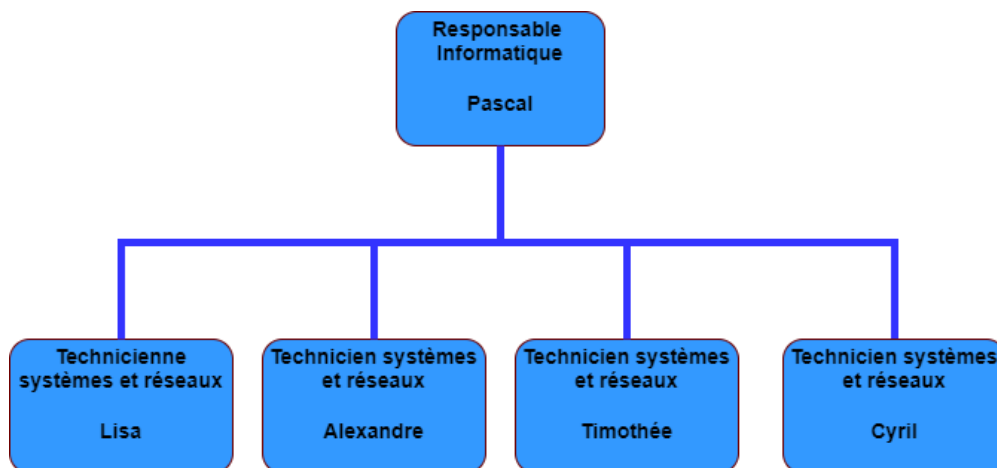 Responsable
Informatique
Pascal
Technicienne
systèmes et réseaux
Lisa
Technicien systèmes
et réseaux
Alexandre
Technicien systèmes
et réseaux
Timothée
Technicien systèmes
et réseaux
Cyril